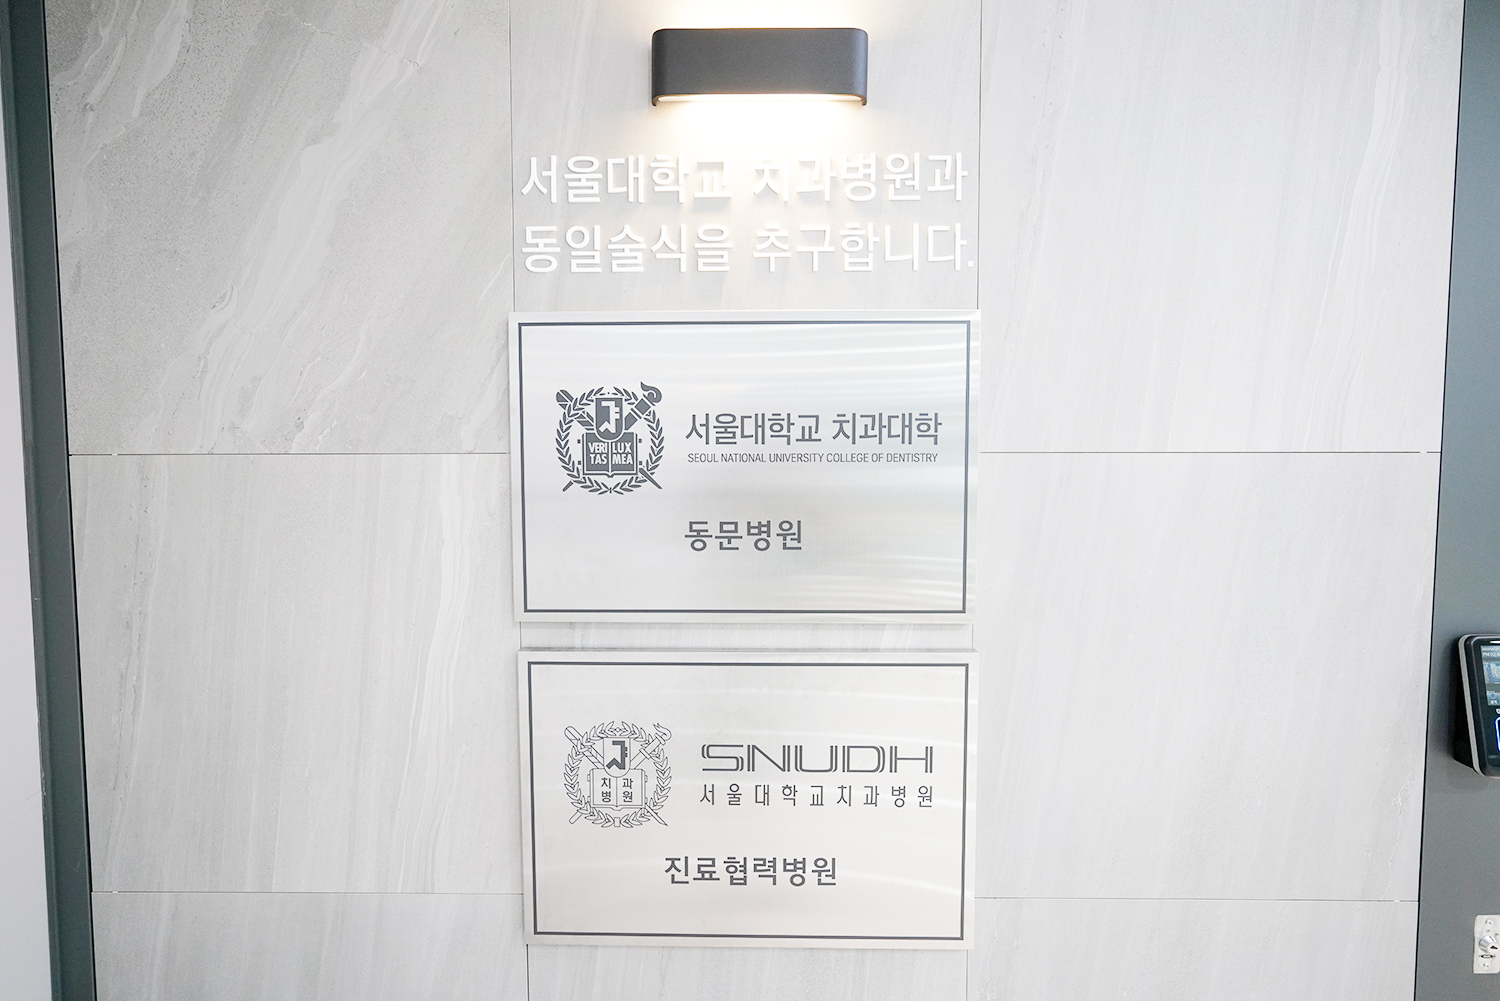 서울대학교 치과병원과
동일술식을 추구합니다.
VERI LUX
TAS MEA
서울대학교 치과대학
SEOUL NATIONAL UNIVERSITY COLLEGE OF DENTISTRY
동문병원
치과
병원
SNUDH
서울대학교치과병원
진료협력병원